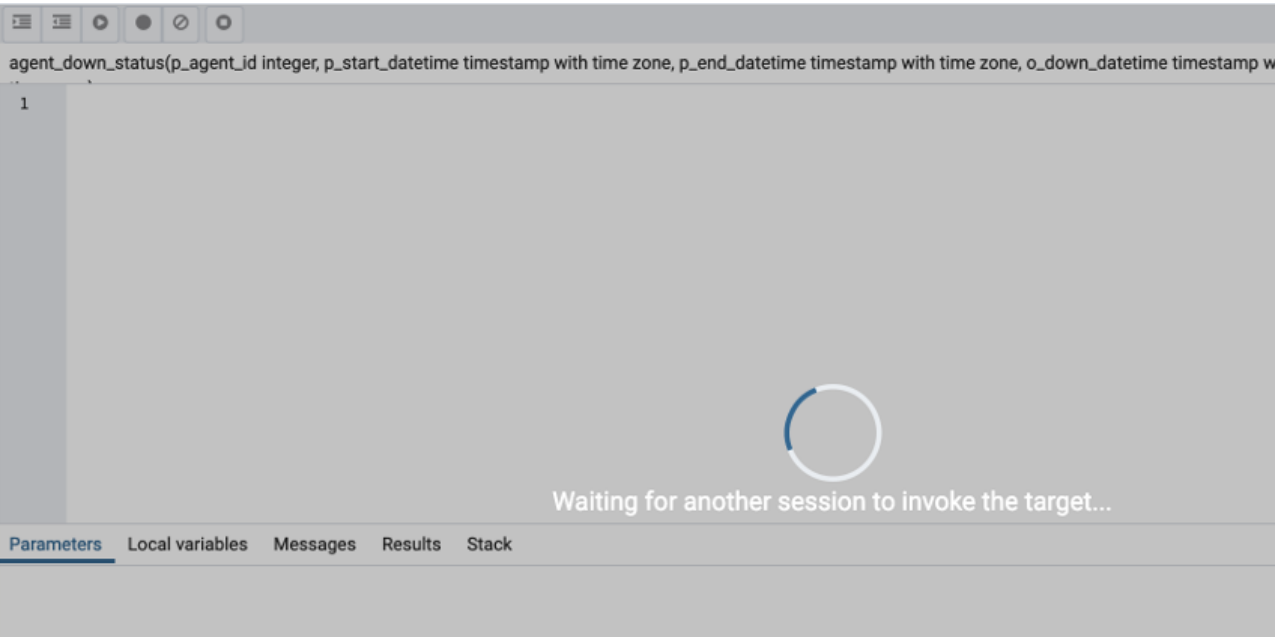 agent_down_status(p_agent_id integer, p_start_datetime timestamp with time zone, p_end_datetime timestamp with time zone, o_down_datetime timestamp w
1
Waiting for another session to invoke the target...
Parameters Local variables Messages Results Stack